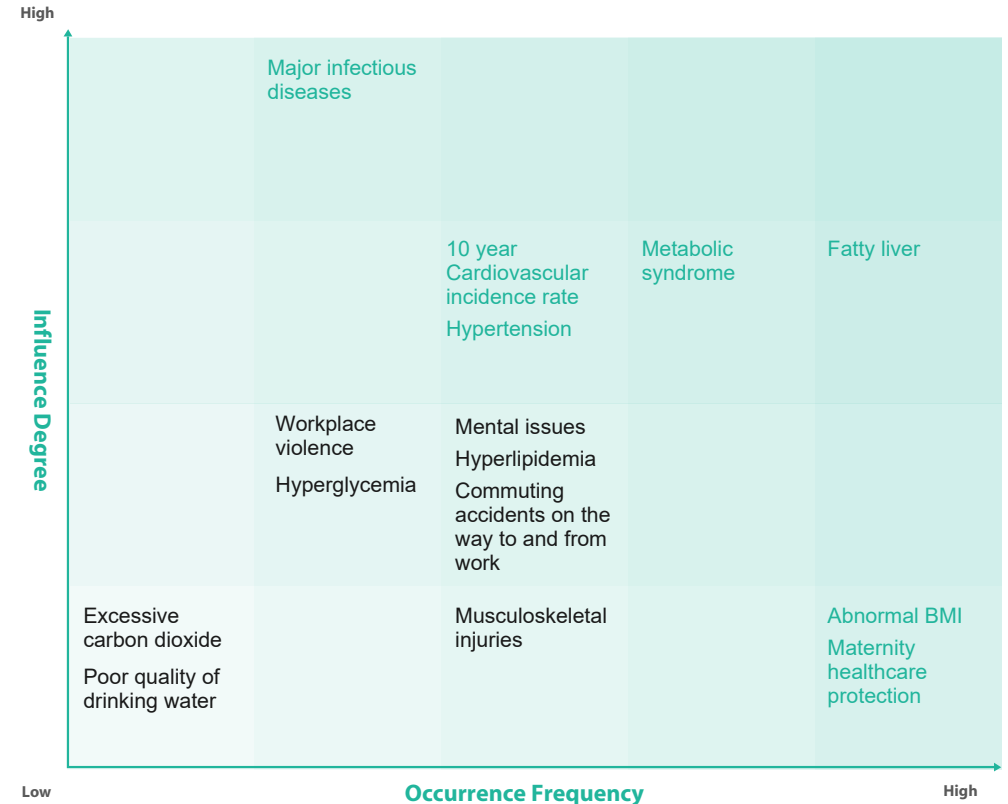 High
Major infectious
diseases
10 year
Cardiovascular
incidence rate
Hypertension
Metabolic
syndrome
Fatty liver
Influence Degree
Workplace
violence
Hyperglycemia
Mental issues
Hyperlipidemia
Commuting
accidents on the
way to and from
work
Excessive
carbon dioxide
Poor quality of
drinking water
Musculoskeletal
injuries
Abnormal BMI
Maternity
healthcare
protection
Low
Occurrence Frequency
High